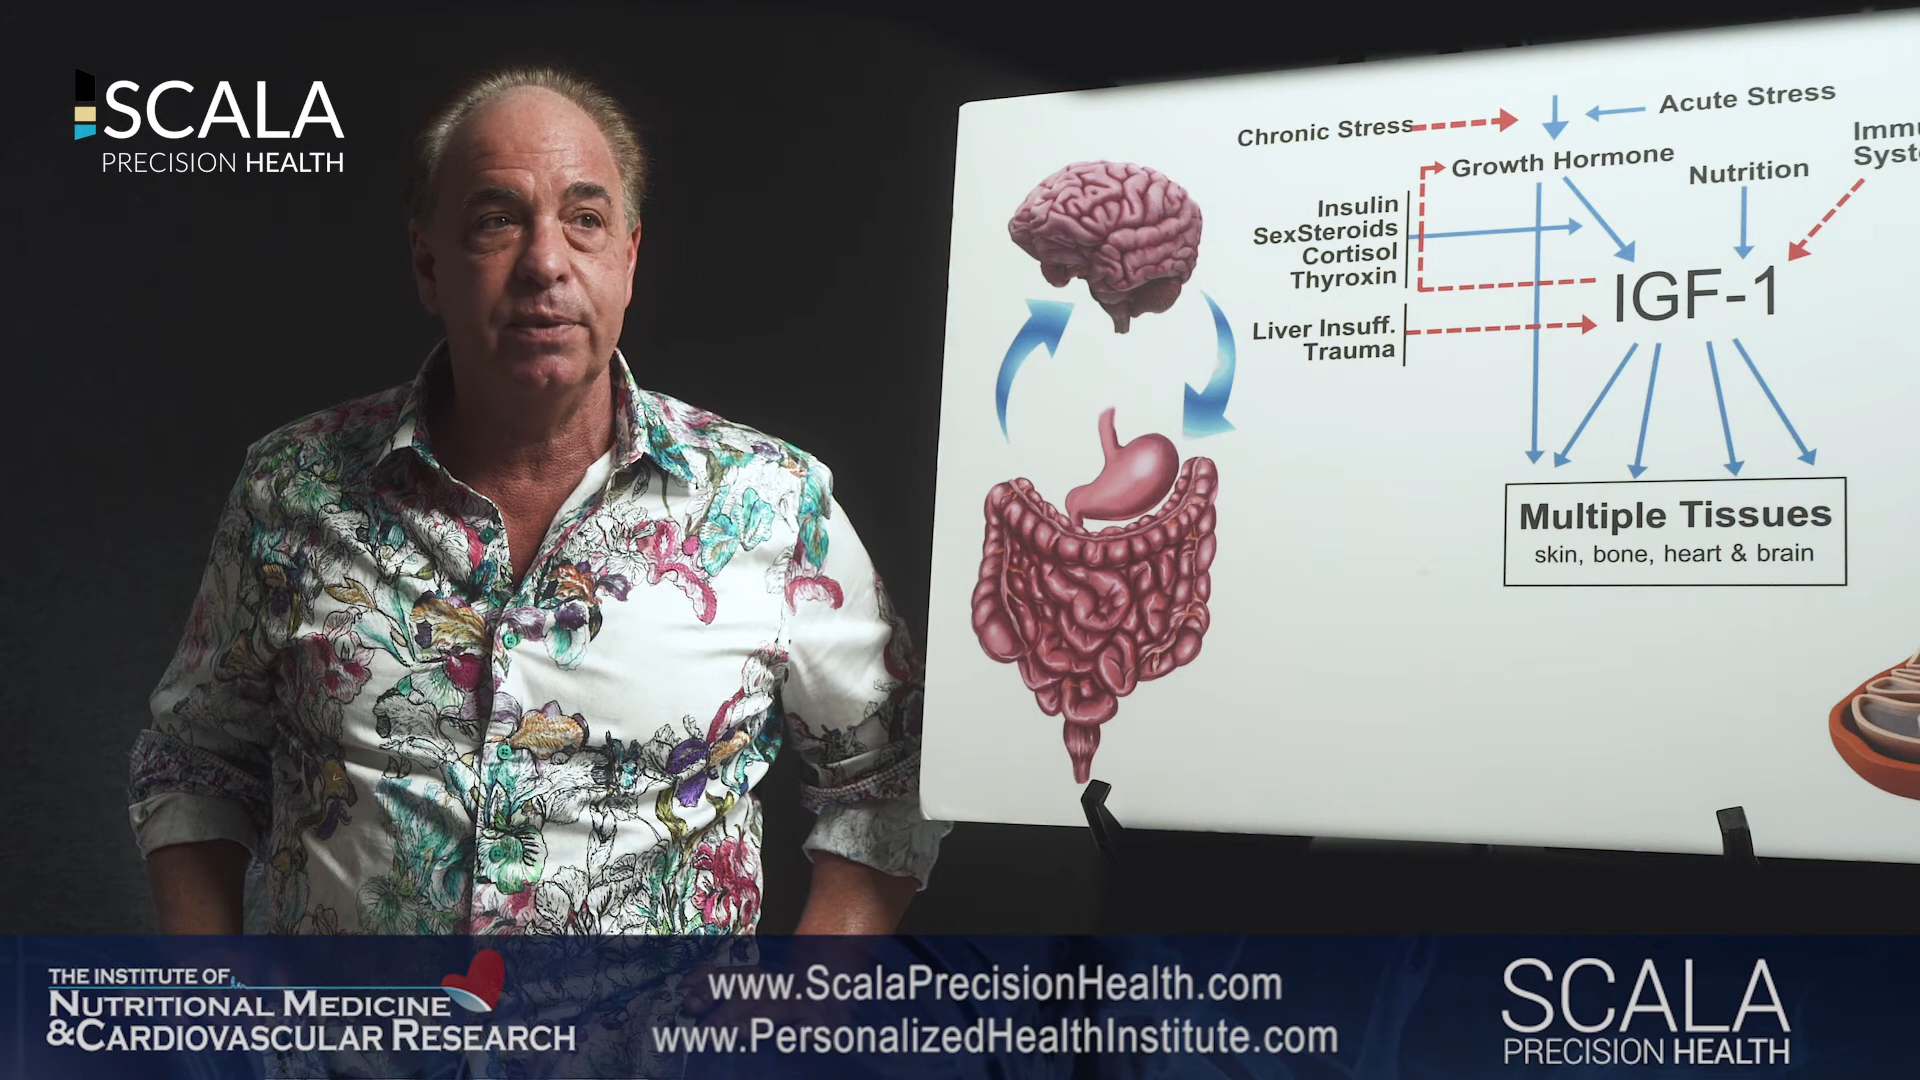 SCALA
PRECISION HEALTH
Chronic Stress
Acute Stress
Growth Hormone
Nutrition
Insulin
SexSteroids
Cortisol
Thyroxin
IGF-1
Liver Insuff.
Trauma
Multiple Tissues
skin, bone, heart & brain
THE INSTITUTE OF
NUTRITIONAL MEDICINE
&CARDIOVASCULAR RESEARCH
www.ScalaPrecisionHealth.com
www.PersonalizedHealthInstitute.com
SCALA
PRECISION HEALTH